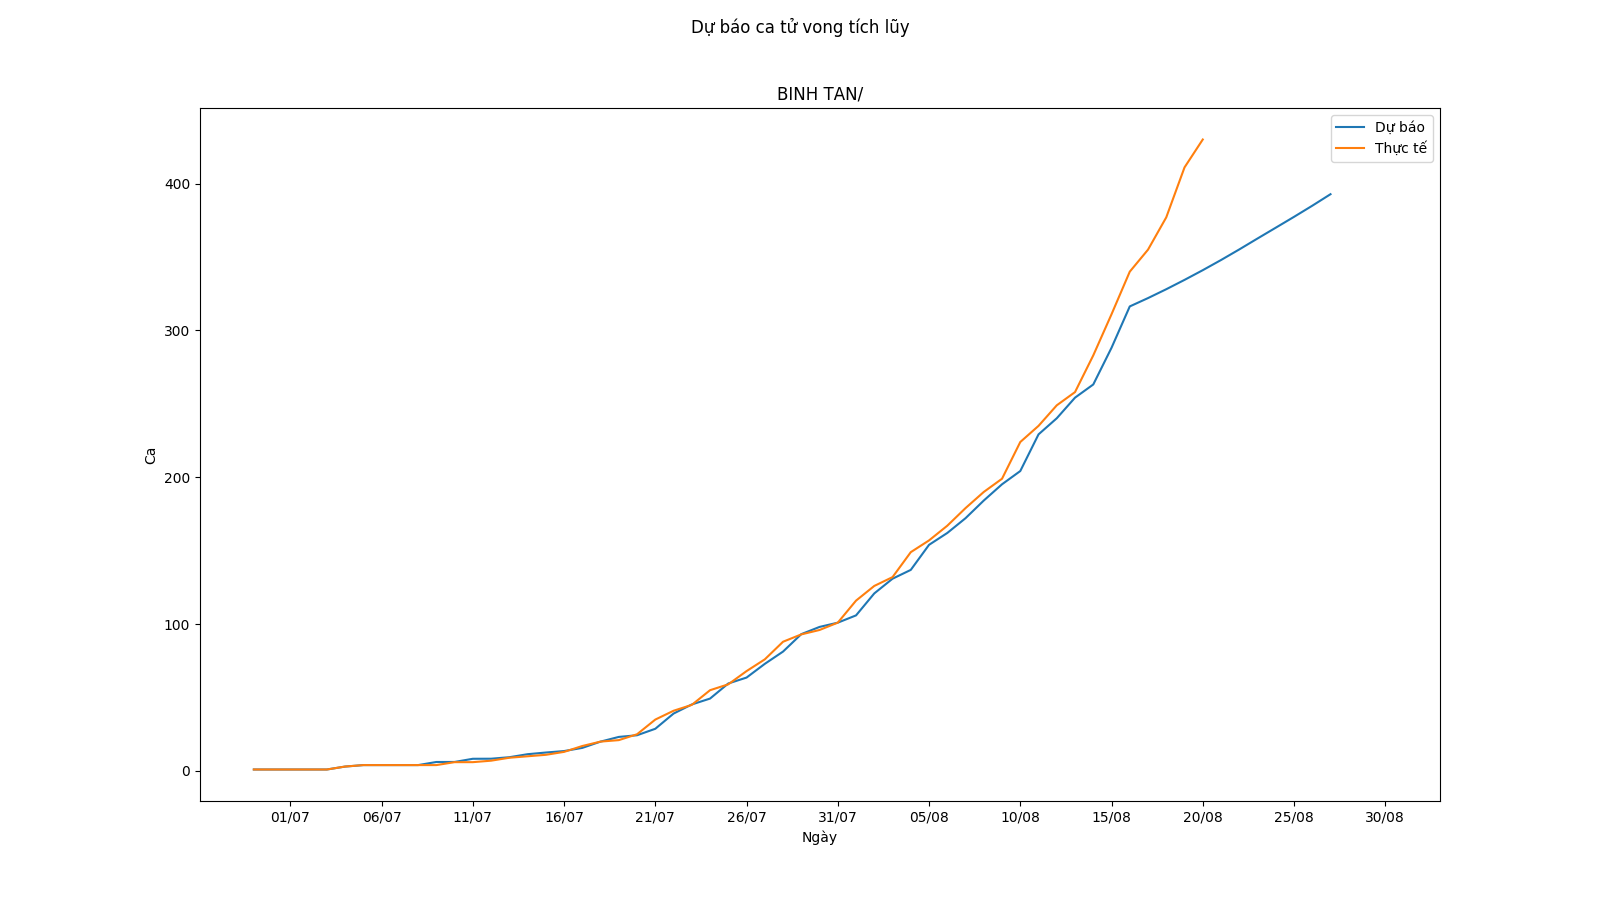 Dự báo ca tử vong tích lũy
BINH TAN/
Dự báo
Thực tế
Ca
400
300
200
100
0
01/07 06/07 11/07 16/07 21/07 26/07 31/07 05/08 10/08 15/08 20/08 25/08 30/08
Ngày